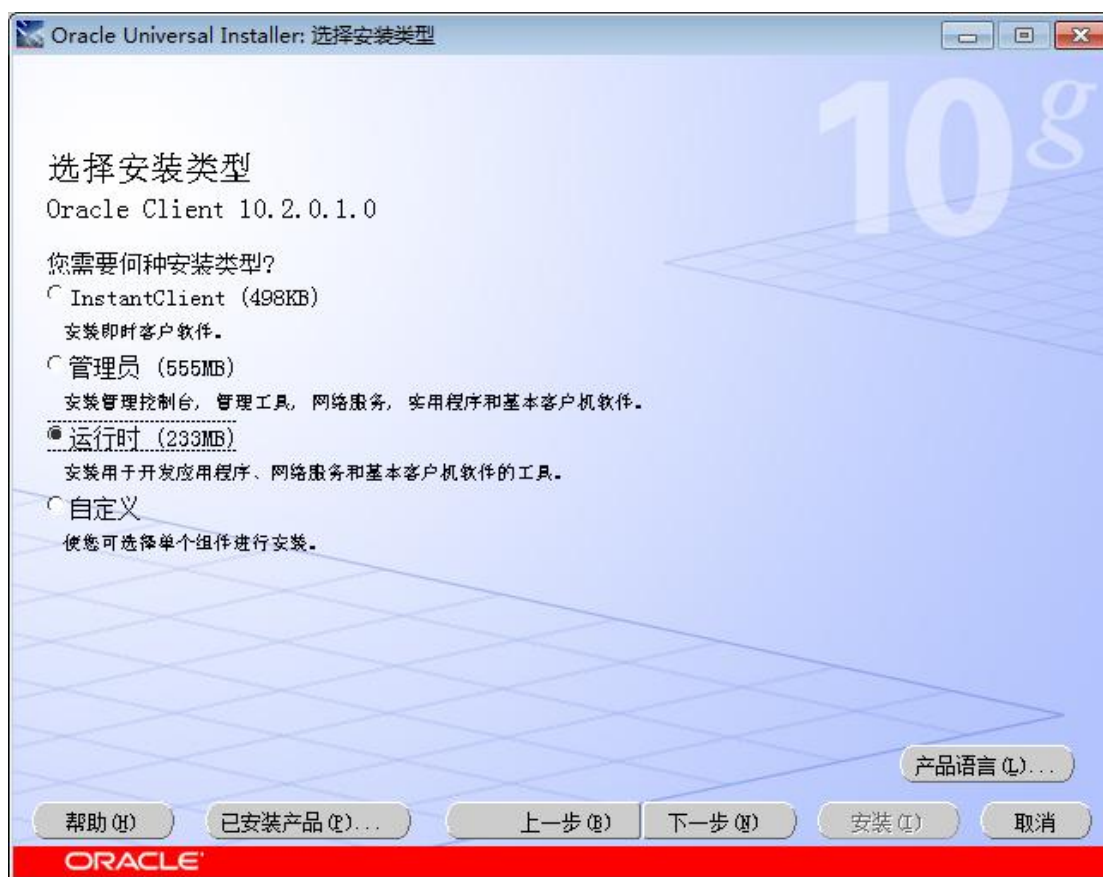 Oracle Universal Installer: 选择安装类型
10g
选择安装类型
Oracle Client 10.2.0.1.0
您需要何种安装类型?
InstantClient (498KB)
安装即时客户软件。
管理员 (555MB)
安装管理控制台, 管理工具, 网络服务, 实用程序和基本客户机软件。
运行时 (233MB)
安装用于开发应用程序、网络服务和基本客户机软件的工具。
自定义
使您可选择单个组件进行安装。
产品语言(L)...
帮助(H) 已安装产品(P)... 上一步(B) 下一步(N) 安装(I) 取消
ORACLE